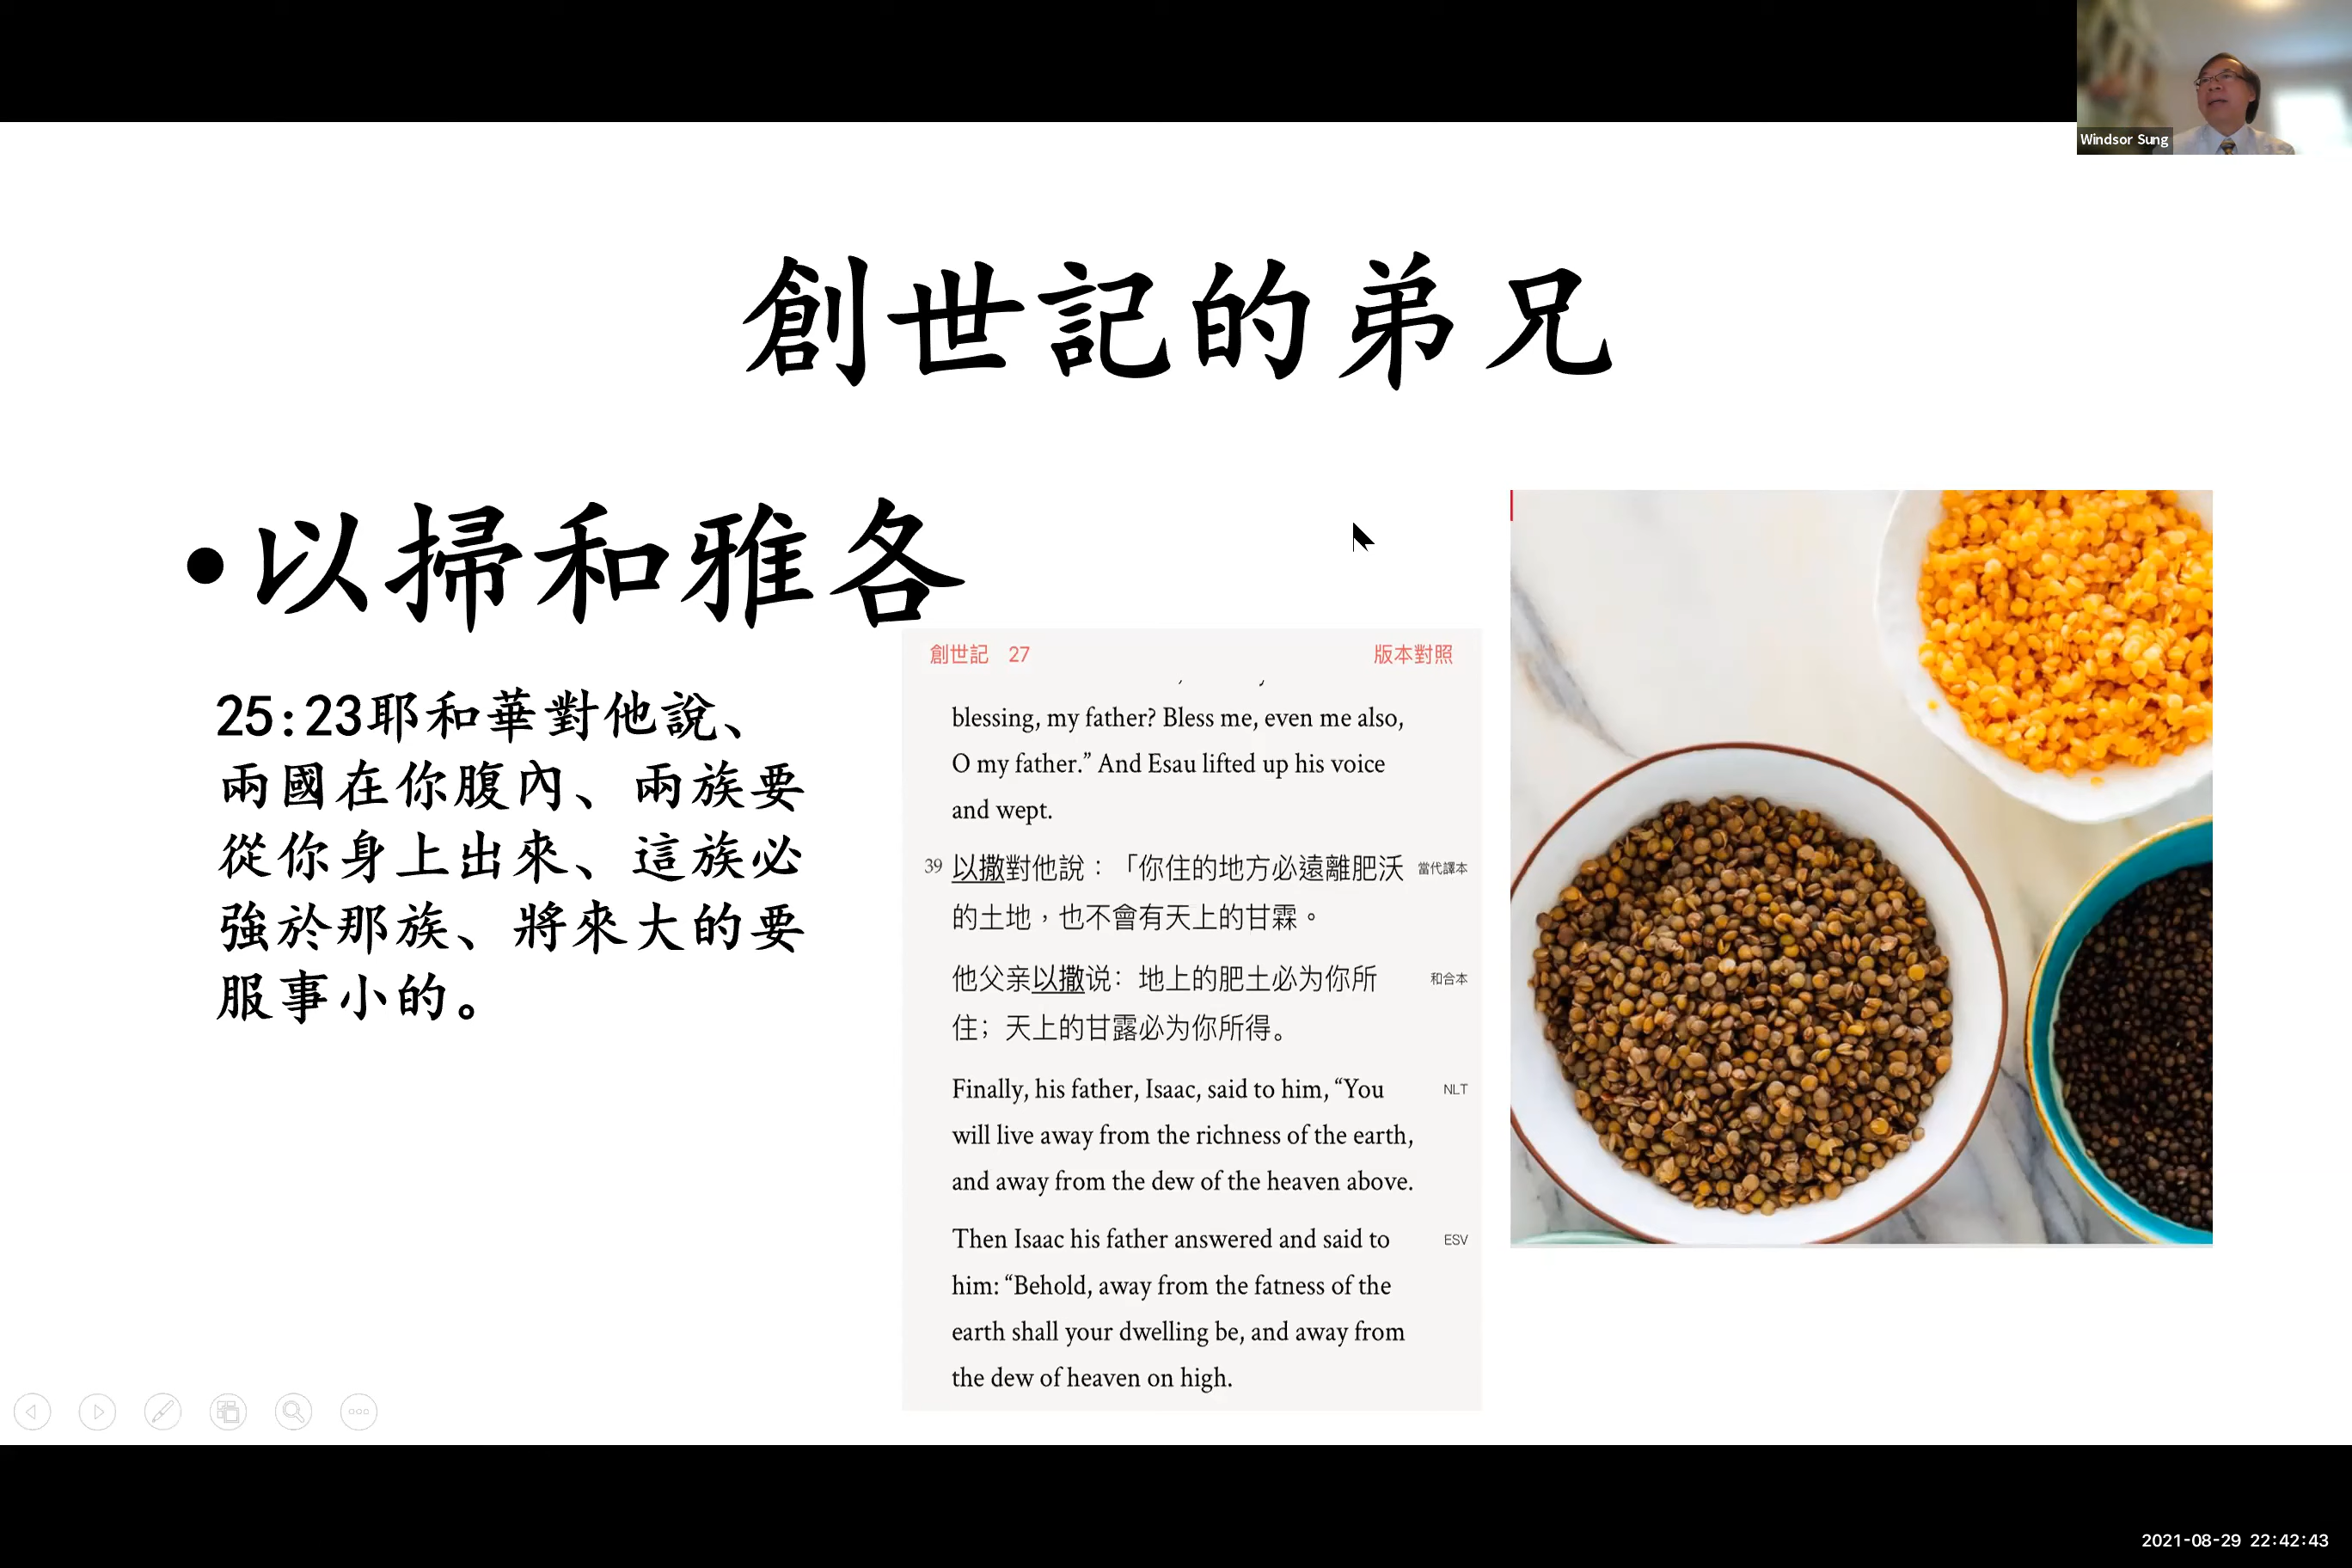 Windsor Sung
創世記的弟兄
•以掃和雅各
25:23耶和華對他說、
兩國在你腹內、兩族要
從你身上出來、這族必
強於那族、將來大的要
服事小的。
創世記 27 版本對照
blessing, my father? Bless me, even me also,
O my father.” And Esau lifted up his voice
and wept.
39 以撒對他說：「你住的地方必遠離肥沃 當代譯本
的土地，也不會有天上的甘霖。
他父亲以撒说：地上的肥土必为你所 和合本
住；天上的甘露必为你所得。
Finally, his father, Isaac, said to him, “You NLT
will live away from the richness of the earth,
and away from the dew of the heaven above.
Then Isaac his father answered and said to ESV
him: “Behold, away from the fatness of the
earth shall your dwelling be, and away from
the dew of heaven on high.
2021-08-29 22:42:43